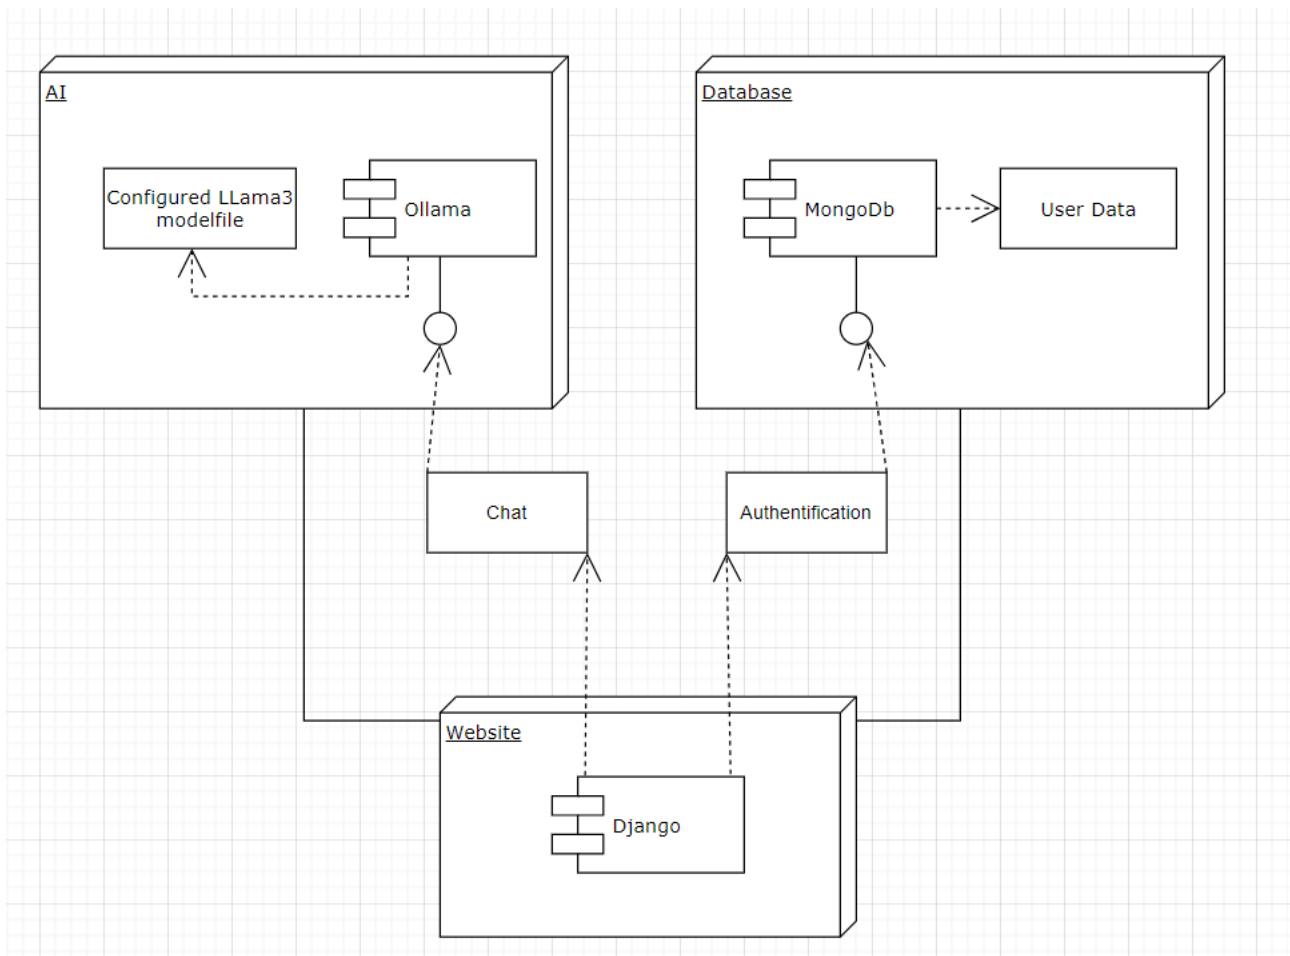 AI
Database
Configured LLama3
modelfile
Ollama
MongoDb
User Data
Chat
Authentification
Website
Django